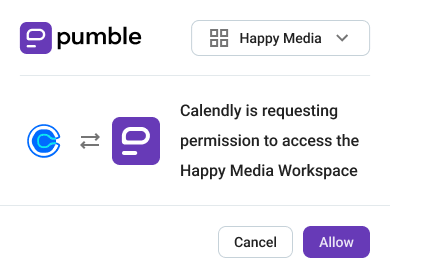 pumble
Happy Media
Calendly is requesting
permission to access the
Happy Media Workspace
Cancel
Allow